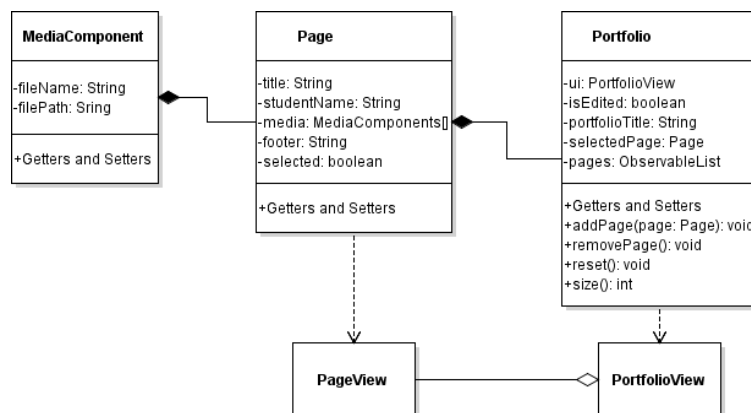 MediaComponent
-fileName: String
-filePath: Sring
+Getters and Setters
Page
-title: String
-studentName: String
-media: MediaComponents[]
-footer: String
-selected: boolean
+Getters and Setters
Portfolio
-ui: PortfolioView
-isEdited: boolean
-portfolioTitle: String
-selectedPage: Page
-pages: ObservableList
+Getters and Setters
+addPage(page: Page): void
+removePage(): void
+reset(): void
+size(): int
PageView
PortfolioView